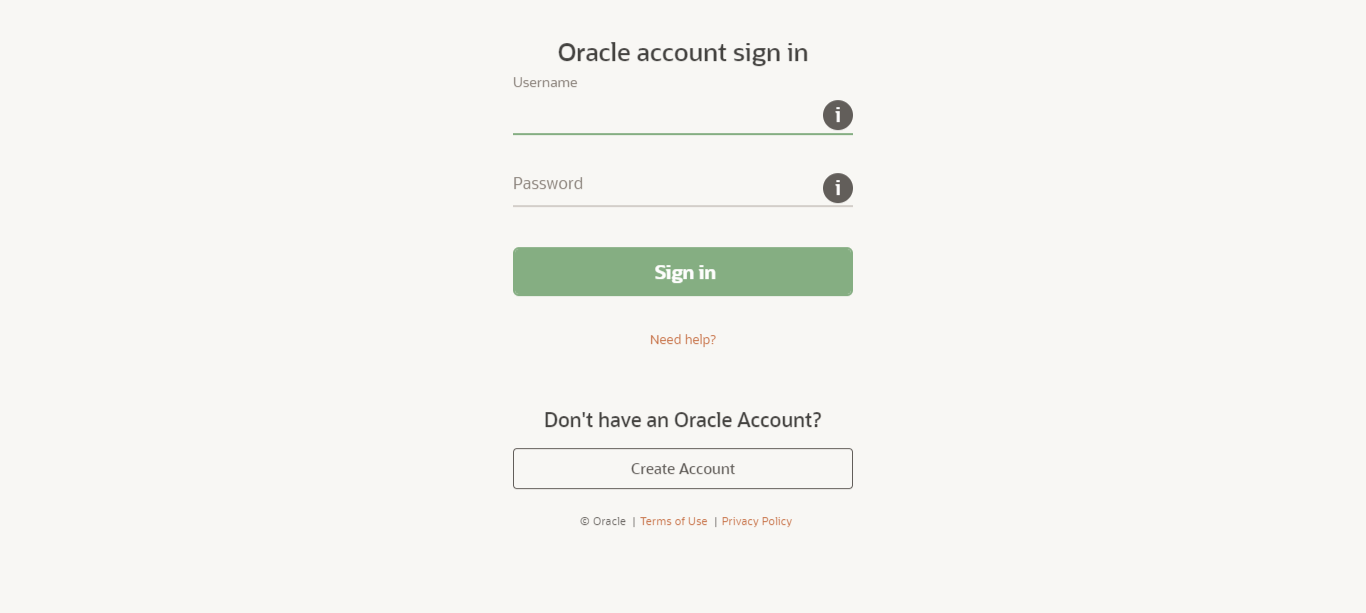 Oracle account sign in
Username
i
Password
i
Sign in
Need help?
Don't have an Oracle Account?
Create Account
© Oracle | Terms of Use | Privacy Policy